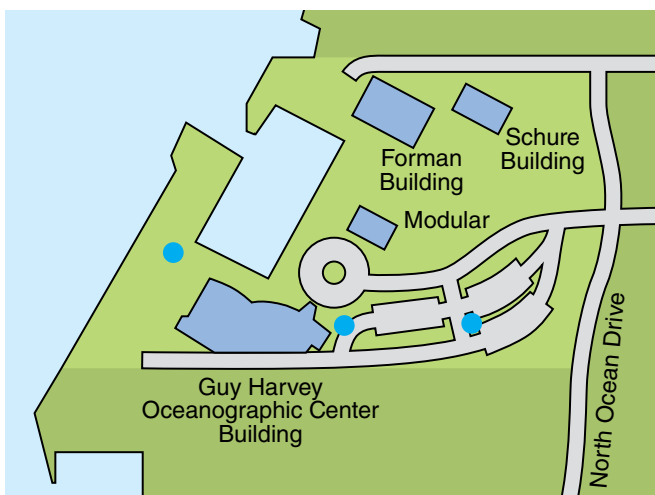 Forman
Building
Schure
Building
Modular
Guy Harvey
Oceanographic Center
Building
North Ocean Drive